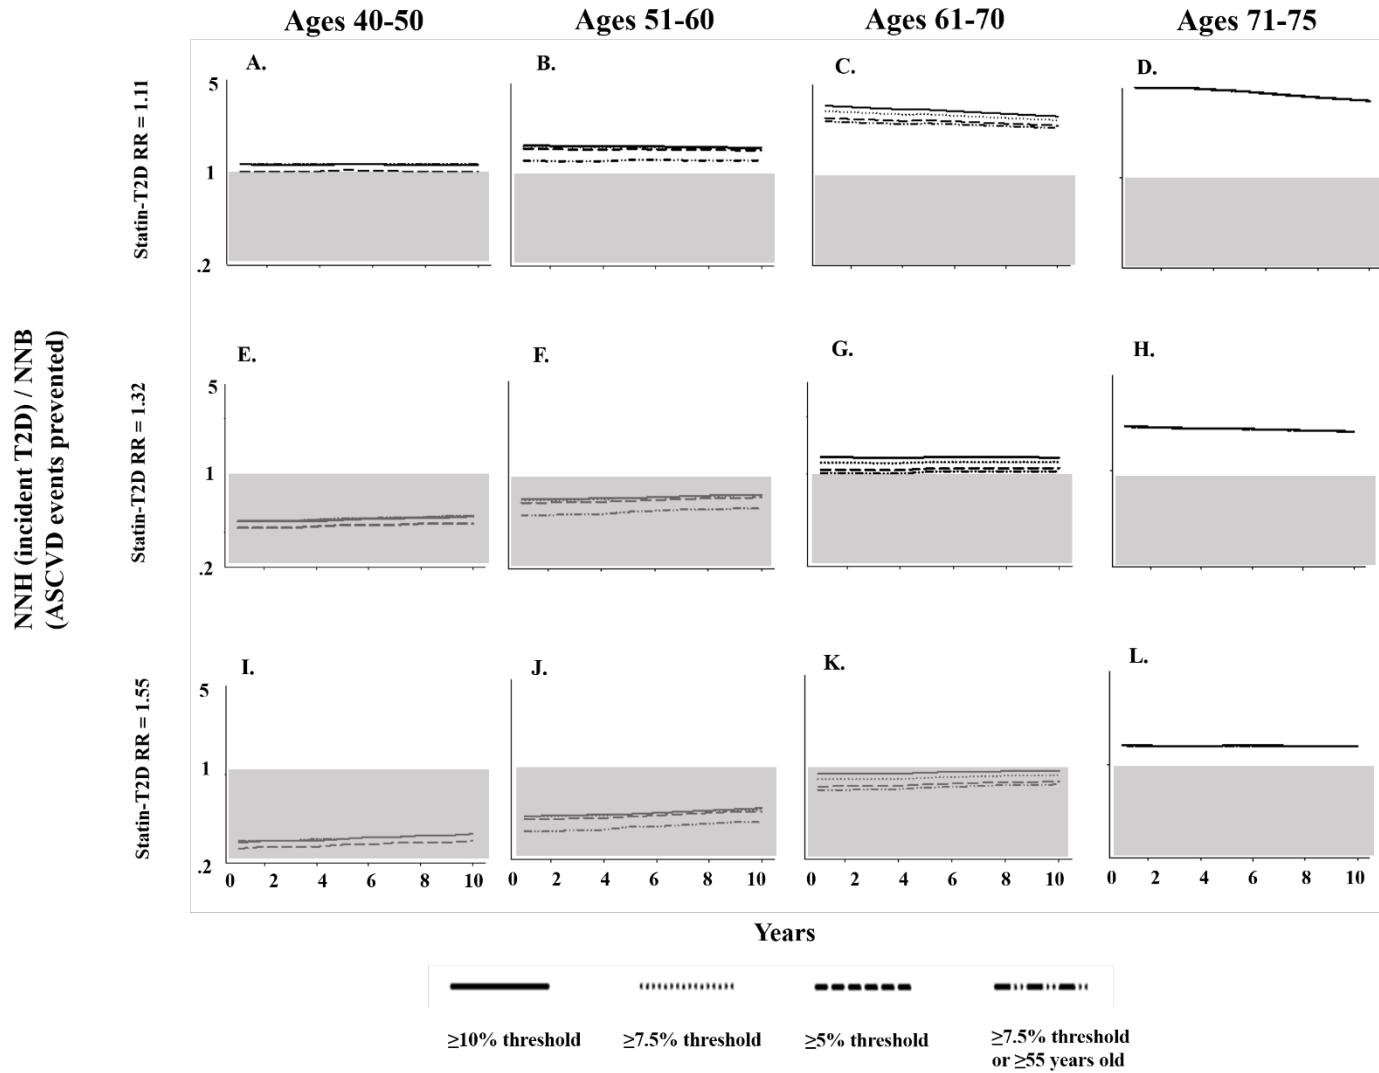 Ages 40-50 Ages 51-60 Ages 61-70 Ages 71-75
NNH (incident T2D) / NNB
(ASCVD events prevented)
Statin-T2D RR = 1.11
A. B. C. D.
5
1
.2
Statin-T2D RR = 1.32
E. F. G. H.
5
1
.2
Statin-T2D RR = 1.55
I. J. K. L.
5
1
.2
0 2 4 6 8 10 0 2 4 6 8 10 0 2 4 6 8 10 0 2 4 6 8 10
Years
≥10% threshold ≥7.5% threshold ≥5% threshold ≥7.5% threshold
or ≥55 years old